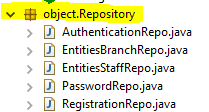 object.Repository
AuthenticationRepo.java
EntitiesBranchRepo.java
EntitiesStaffRepo.java
PasswordRepo.java
RegistrationRepo.java